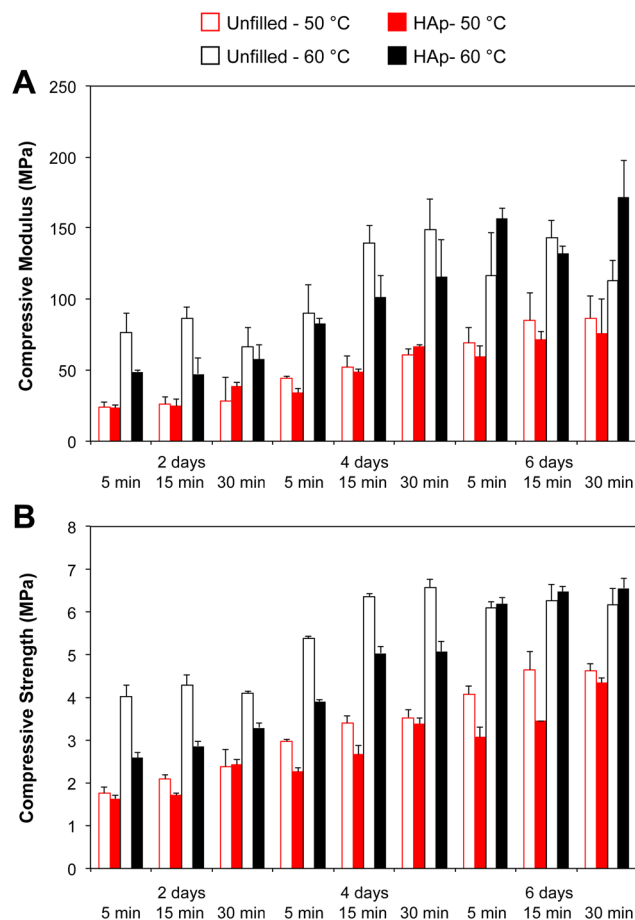 Unfilled - 50 °C HAp- 50 °C
Unfilled - 60 °C HAp- 60 °C
A
Compressive Modulus (MPa)
250
200
150
100
50
0
2 days 4 days 6 days
5 min 15 min 30 min 5 min 15 min 30 min 5 min 15 min 30 min
B
Compressive Strength (MPa)
8
7
6
5
4
3
2
1
0
2 days 4 days 6 days
5 min 15 min 30 min 5 min 15 min 30 min 5 min 15 min 30 min